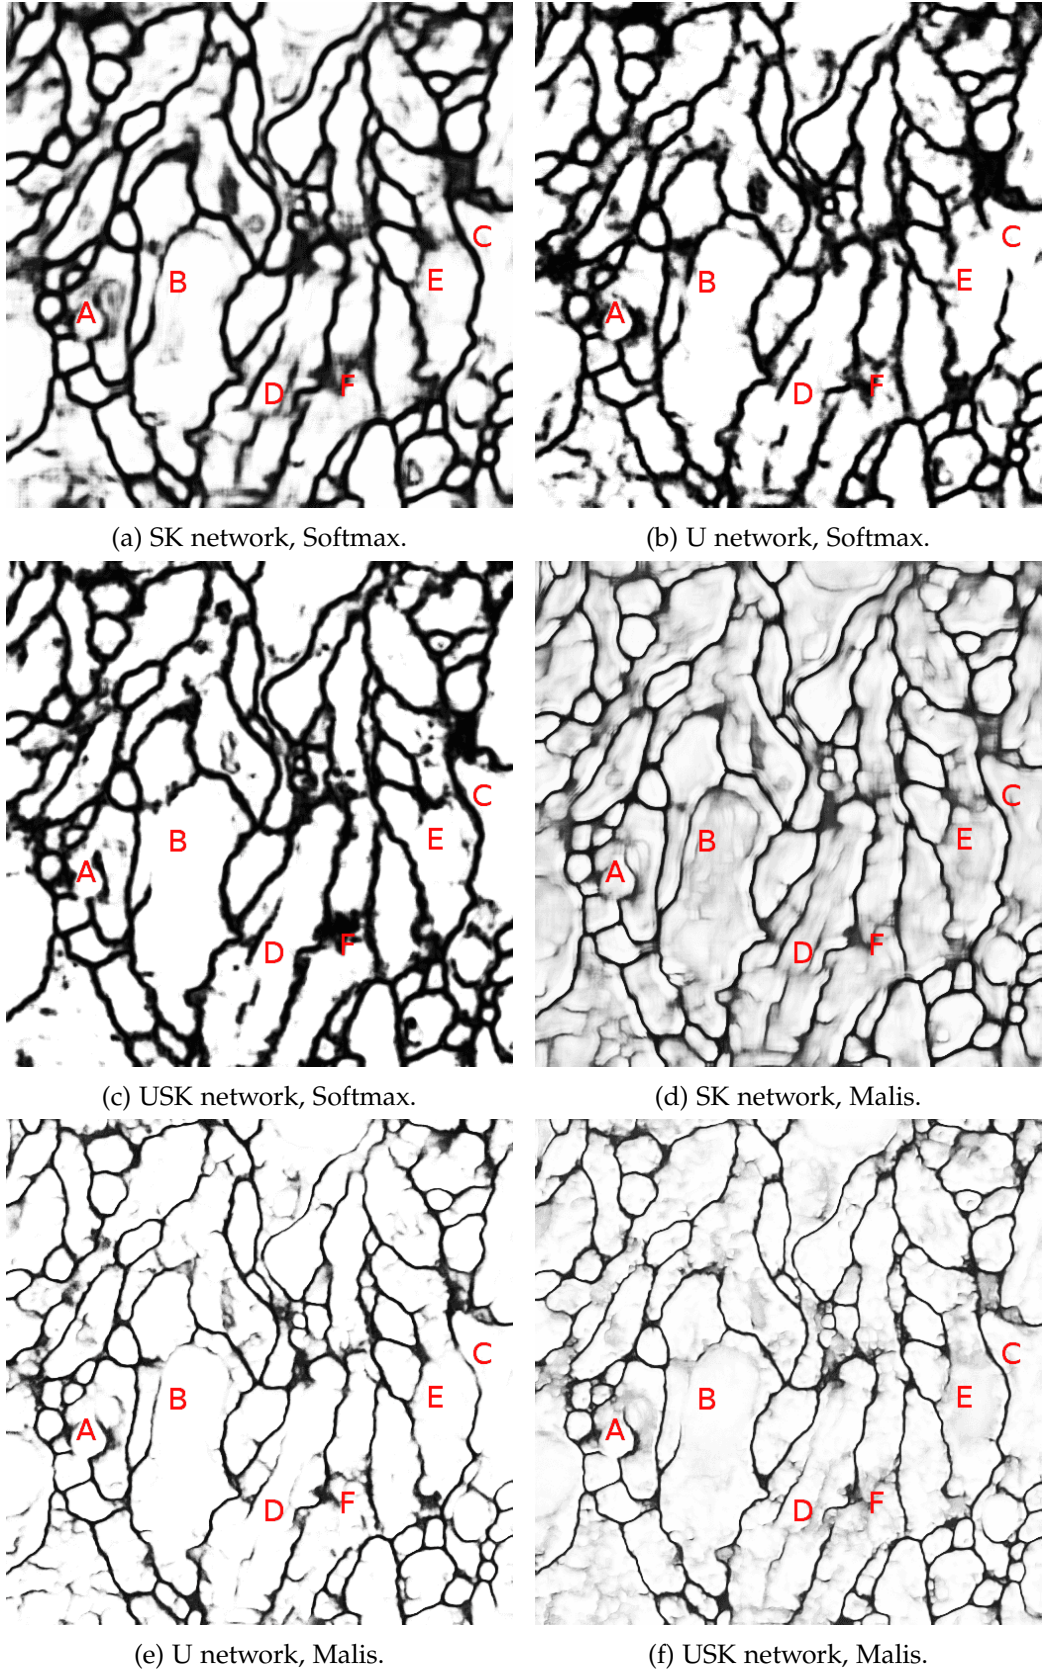 C
B
E
A
D
F
C
B
E
A
D
F
(a) SK network, Softmax.
(b) U network, Softmax.
C
B
E
A
D
F
C
B
E
A
D
F
(c) USK network, Softmax.
(d) SK network, Malis.
C
B
E
A
D
F
C
B
E
A
D
F
(e) U network, Malis.
(f) USK network, Malis.